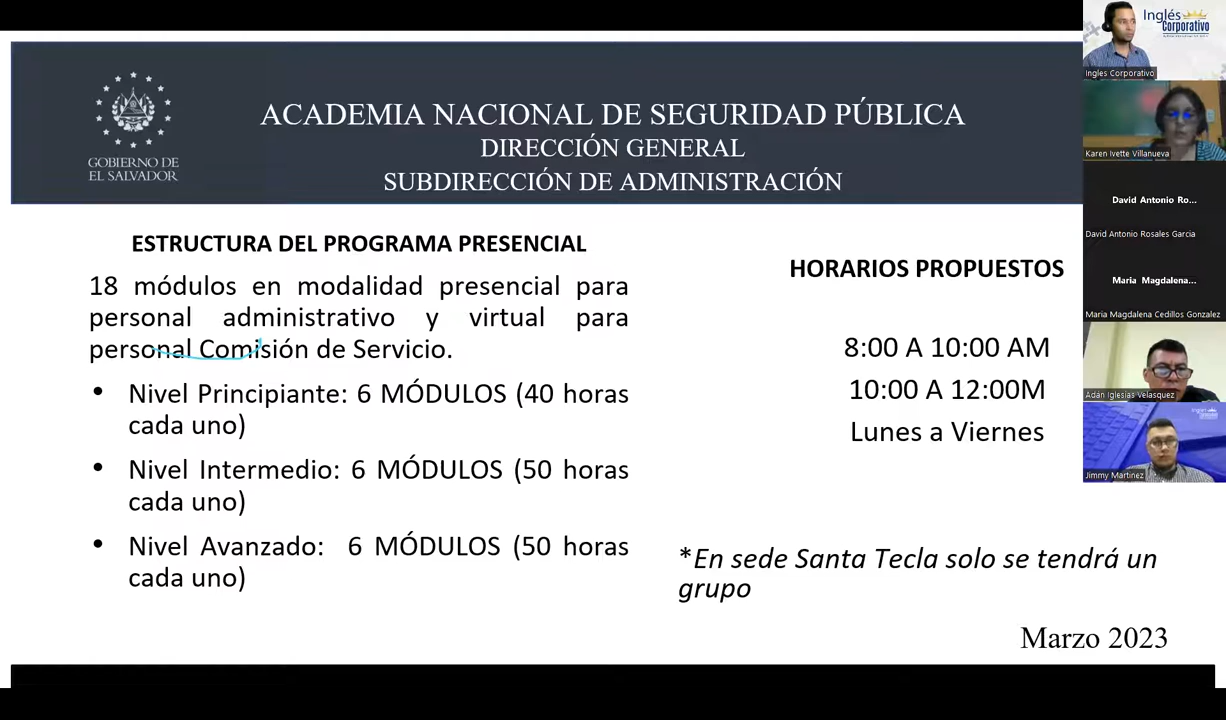 GOBIERNO DE
EL SALVADOR
ACADEMIA NACIONAL DE SEGURIDAD PÚBLICA
DIRECCIÓN GENERAL
SUBDIRECCIÓN DE ADMINISTRACIÓN
ESTRUCTURA DEL PROGRAMA PRESENCIAL
18 módulos en modalidad presencial para
personal administrativo y virtual para
personal Comisión de Servicio.
• Nivel Principiante: 6 MÓDULOS (40 horas
cada uno)
• Nivel Intermedio: 6 MÓDULOS (50 horas
cada uno)
• Nivel Avanzado: 6 MÓDULOS (50 horas
cada uno)
HORARIOS PROPUESTOS
8:00 A 10:00 AM
10:00 A 12:00M
Lunes a Viernes
*En sede Santa Tecla solo se tendrá un
grupo
Marzo 2023
Inglés
Corporativo
Ingles Corporativo
Karen Ivette Villanueva
David Antonio Ro...
David Antonio Rosales Garcia
Maria Magdalena...
Maria Magdalena Cedillos Gonzalez
Adán Iglesias Velasquez
Jimmy Martinez